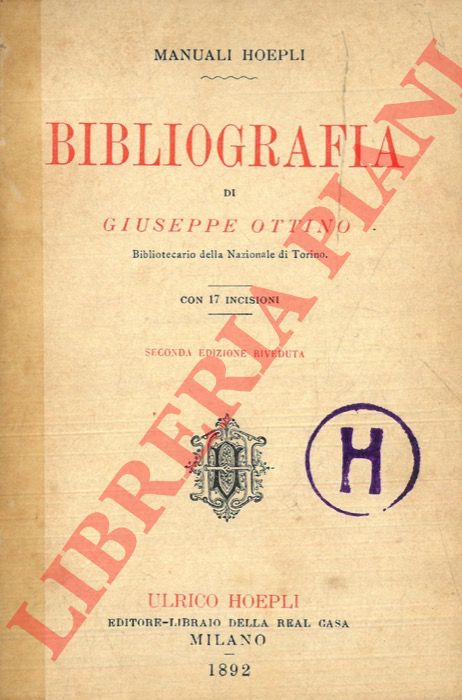 MANUALI HOEPLI
BIBLIOGRAFIA
DI
GIUSEPPE OTTINO
Bibliotecario della Nazionale di Torino.
CON 17 INCISIONI
SECONDA EDIZIONE RIVEDUTA
H
ULRICO HOEPLI
EDITORE-LIBRAIO DELLA REAL CASA
MILANO
1892
LIBRERIA PIANI